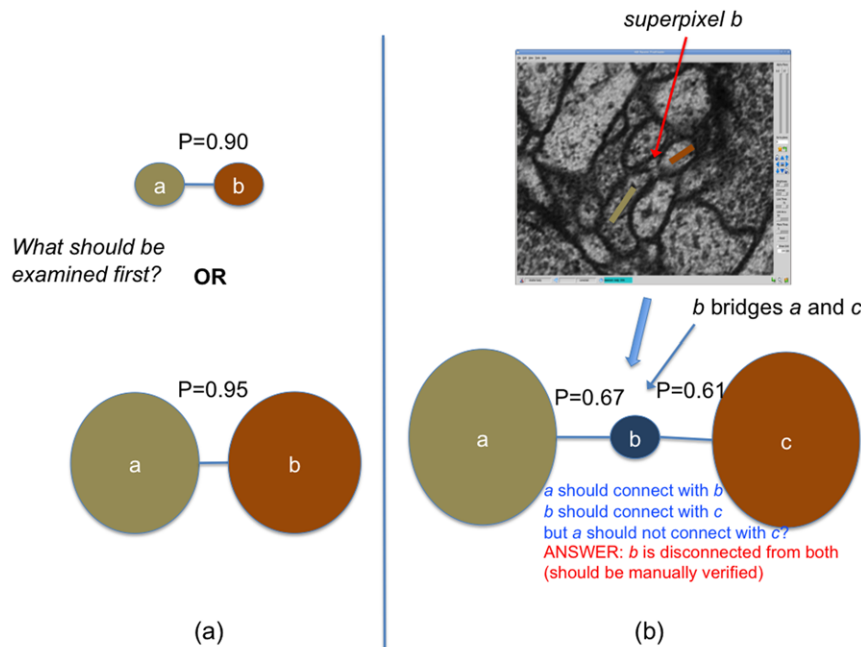 superpixel b
P=0.90
a
b
What should be
examined first?
OR
P=0.95
a
b
(a)
b bridges a and c
P=0.67
P=0.61
a
b
c
a should connect with b
b should connect with c
but a should not connect with c?
ANSWER: b is disconnected from both
(should be manually verified)
(b)